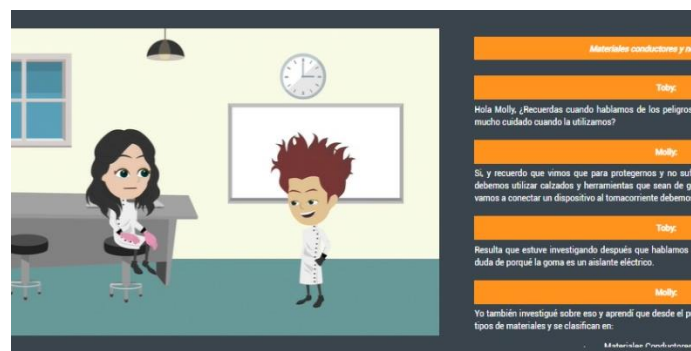 Materiales conductores y
Toby:
Hola Molly, ¿Recuerdas cuando hablamos de los peligros
mucho cuidado cuando la utilizamos?
Molly:
Si, y recuerdo que vimos que para protegernos y no
debemos utilizar calzados y herramientas que sean de
vamos a conectar un dispositivo al tomacorriente
Toby:
Resulta que estuve investigando después que hablamos
duda de porqué la goma es un aislante eléctrico.
Molly:
Yo también investigué sobre eso y aprendí que desde el
tipos de materiales y se clasifican en:
Materiales